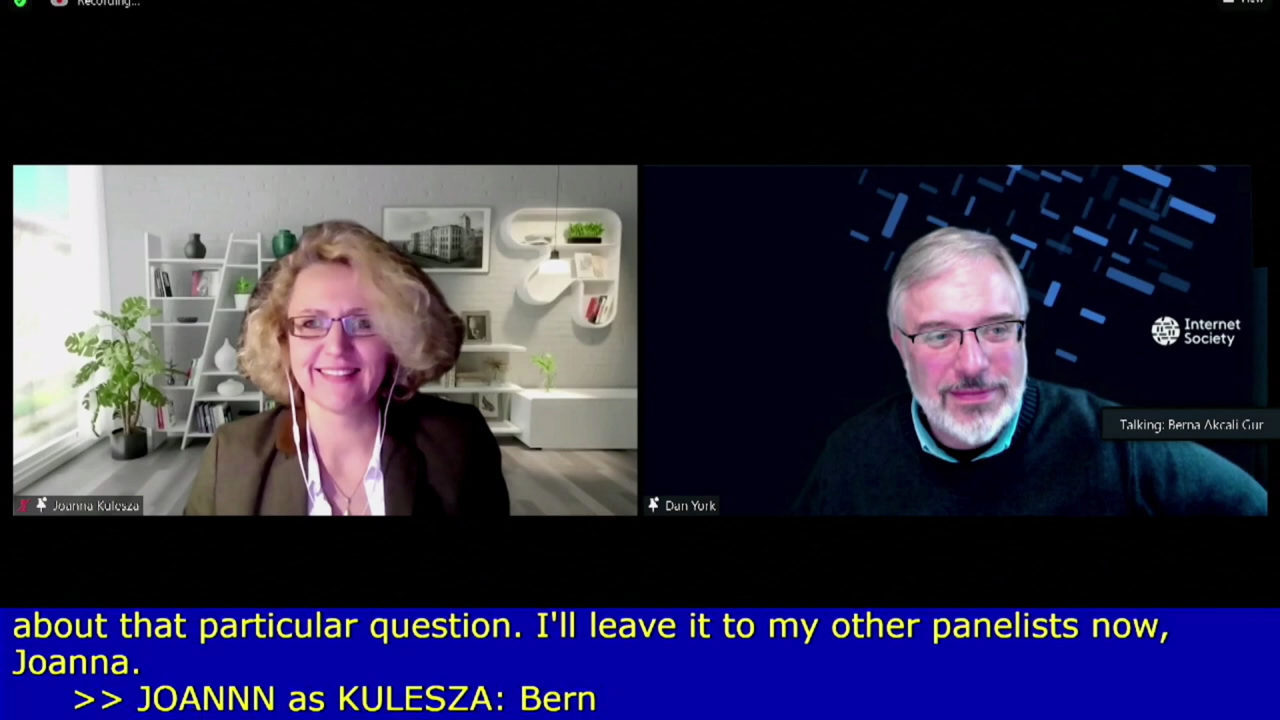 Recording...
View
Internet
Society
Talking: Berna Akcali Gur
Joanna Kulesza
Dan York
about that particular question. I'll leave it to my other panelists now,
Joanna.
>> JOANNN as KULESZA: Bern